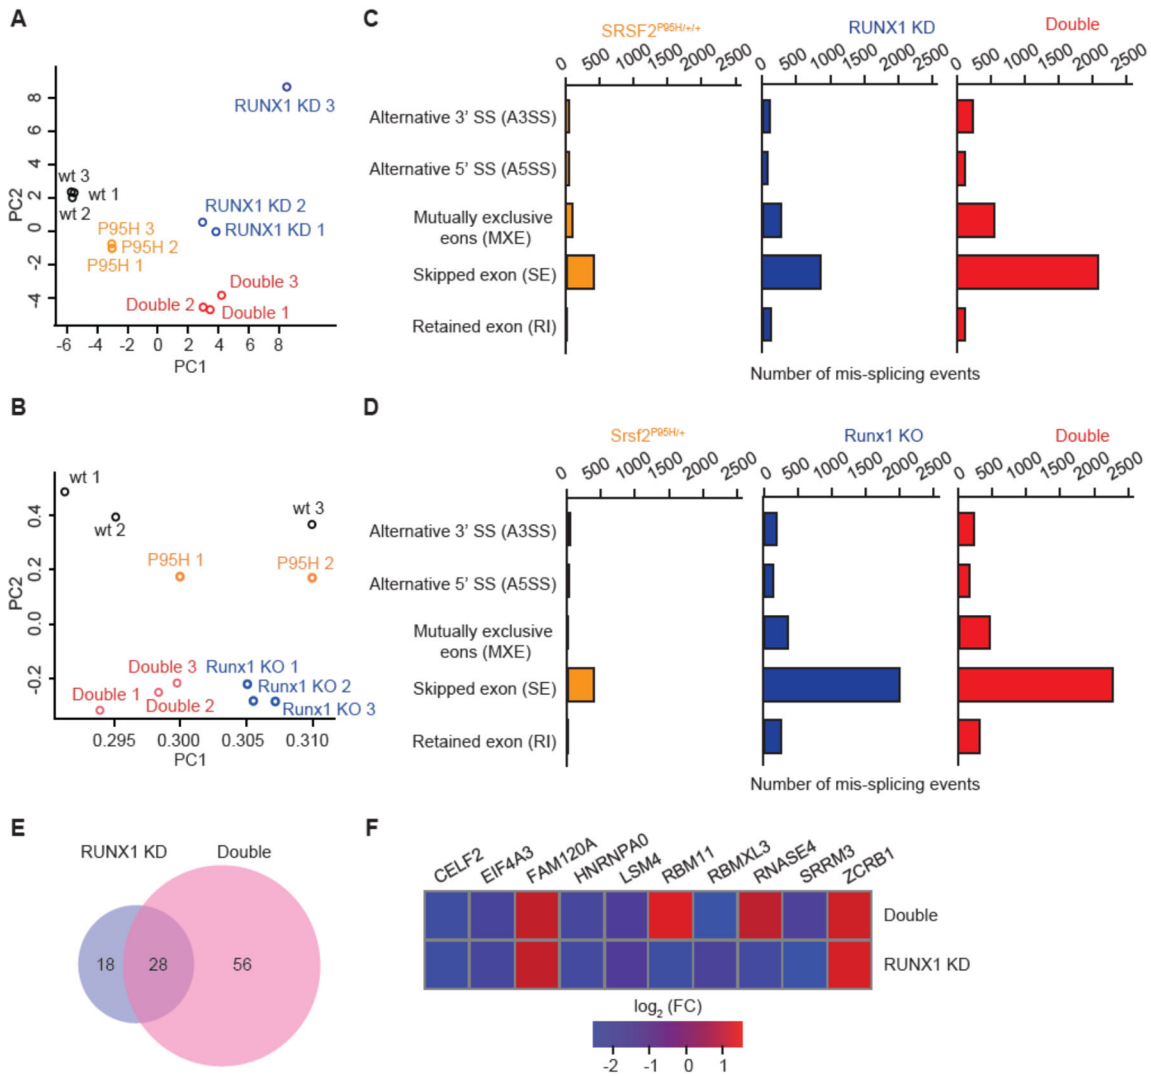 A
8
6
4
2
0
-2
-4
PC2
RUNX1 KD 3
wt 3
wt 1
wt 2
RUNX1 KD 2
RUNX1 KD 1
P95H 3
P95H 2
P95H 1
Double 3
Double 2
Double 1
-6 -4 -2 0 2 4 6 8
PC1
C
SRSF2P95H/+/+
RUNX1 KD
Double
0 500 1000 1500 2000 2500
0 500 1000 1500 2000 2500
0 500 1000 1500 2000 2500
Alternative 3' SS (A3SS)
Alternative 5' SS (A5SS)
Mutually exclusive
eons (MXE)
Skipped exon (SE)
Retained exon (RI)
Number of mis-splicing events
B
0.4
0.2
0.0
-0.2
PC2
wt 1
wt 2
wt 3
P95H 1
P95H 2
Double 3
Double 1
Double 2
Runx1 KO 1
Runx1 KO 2
Runx1 KO 3
0.295 0.300 0.305 0.310
PC1
D
Srsf2P95H/+
Runx1 KO
Double
0 500 1000 1500 2000 2500
0 500 1000 1500 2000 2500
0 500 1000 1500 2000 2500
Alternative 3' SS (A3SS)
Alternative 5' SS (A5SS)
Mutually exclusive
eons (MXE)
Skipped exon (SE)
Retained exon (RI)
Number of mis-splicing events
E
RUNX1 KD
Double
18 28 56
F
CELF2 EIF4A3 FAM120A HNRNPA0 LSM4 RBM11 RBMXL3 RNASE4 SRRM3 ZCRB1
Double
RUNX1 KD
log2 (FC)
-2 -1 0 1